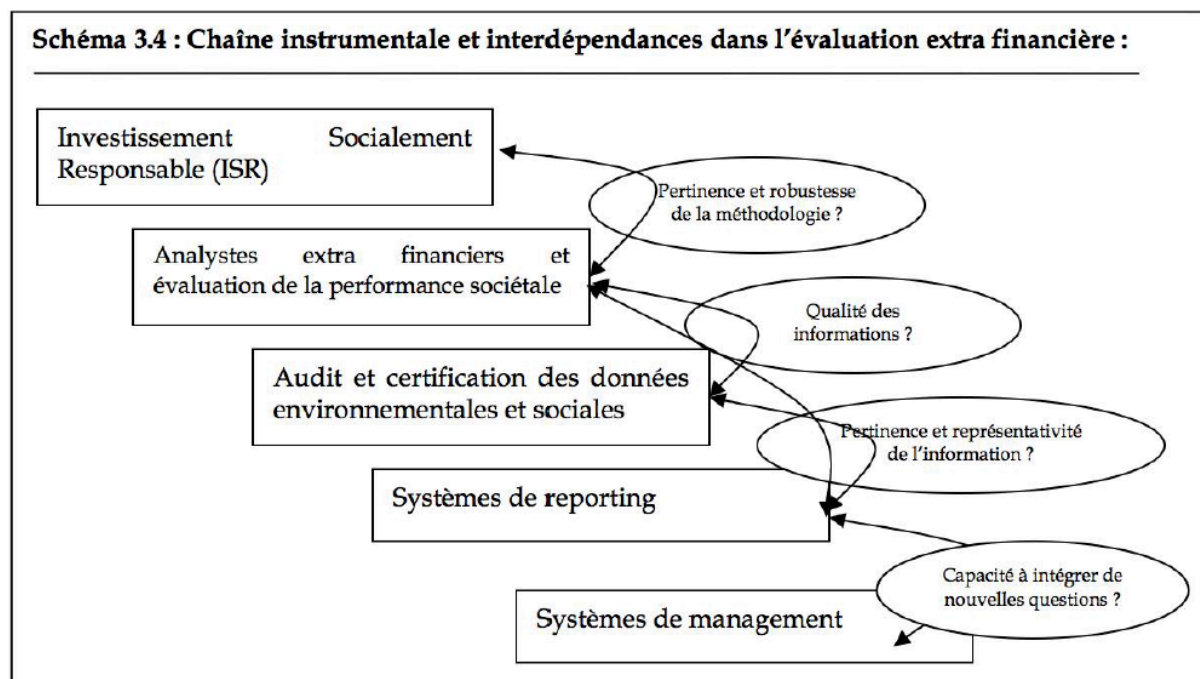 Schéma 3.4 : Chaîne instrumentale et interdépendances dans l'évaluation extra financière :
Investissement Socialement
Responsable (ISR)
Pertinence et robustesse
de la méthodologie ?
Analystes extra financiers et
évaluation de la performance sociétale
Qualité des
informations ?
Audit et certification des données
environnementales et sociales
Pertinence et représentativité
de l'information ?
Systèmes de reporting
Capacité à intégrer de
nouvelles questions ?
Systèmes de management